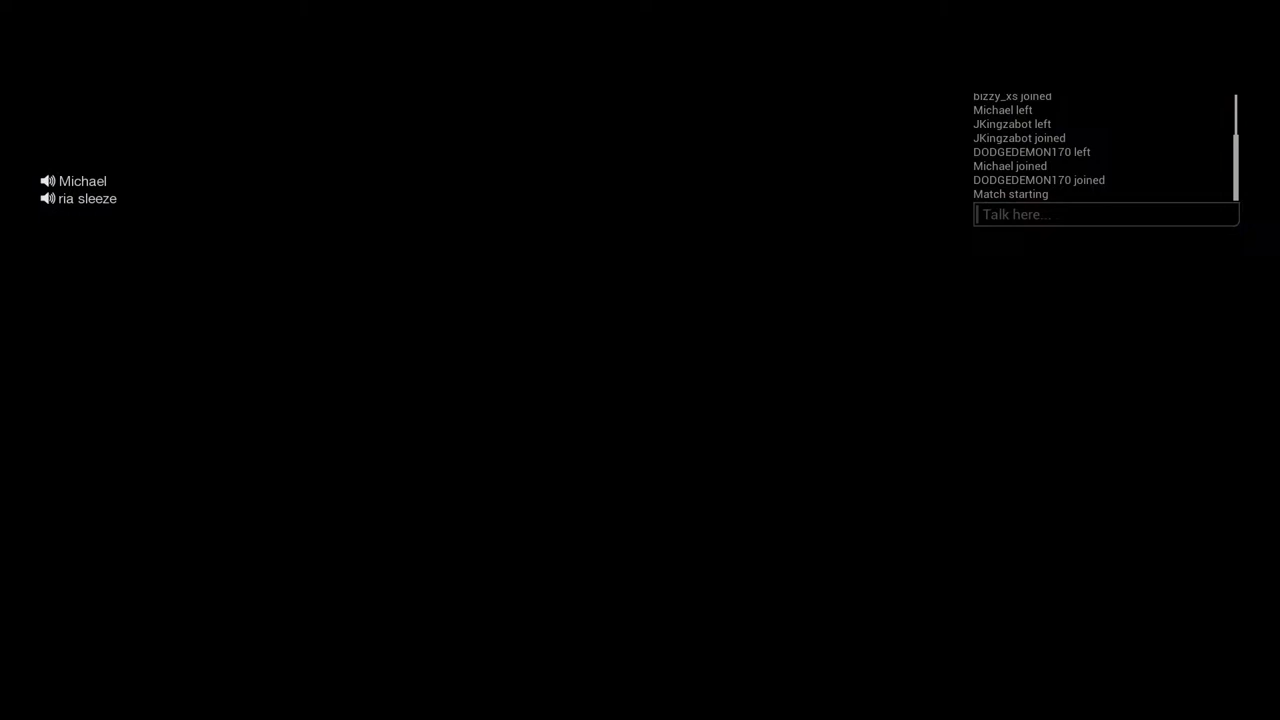 bizzy_xs joined
Michael left
JKingzabot left
JKingzabot joined
DODGEDEMON170 left
Michael joined
DODGEDEMON170 joined
Match starting
Talk here...
Michael
ria sleeze